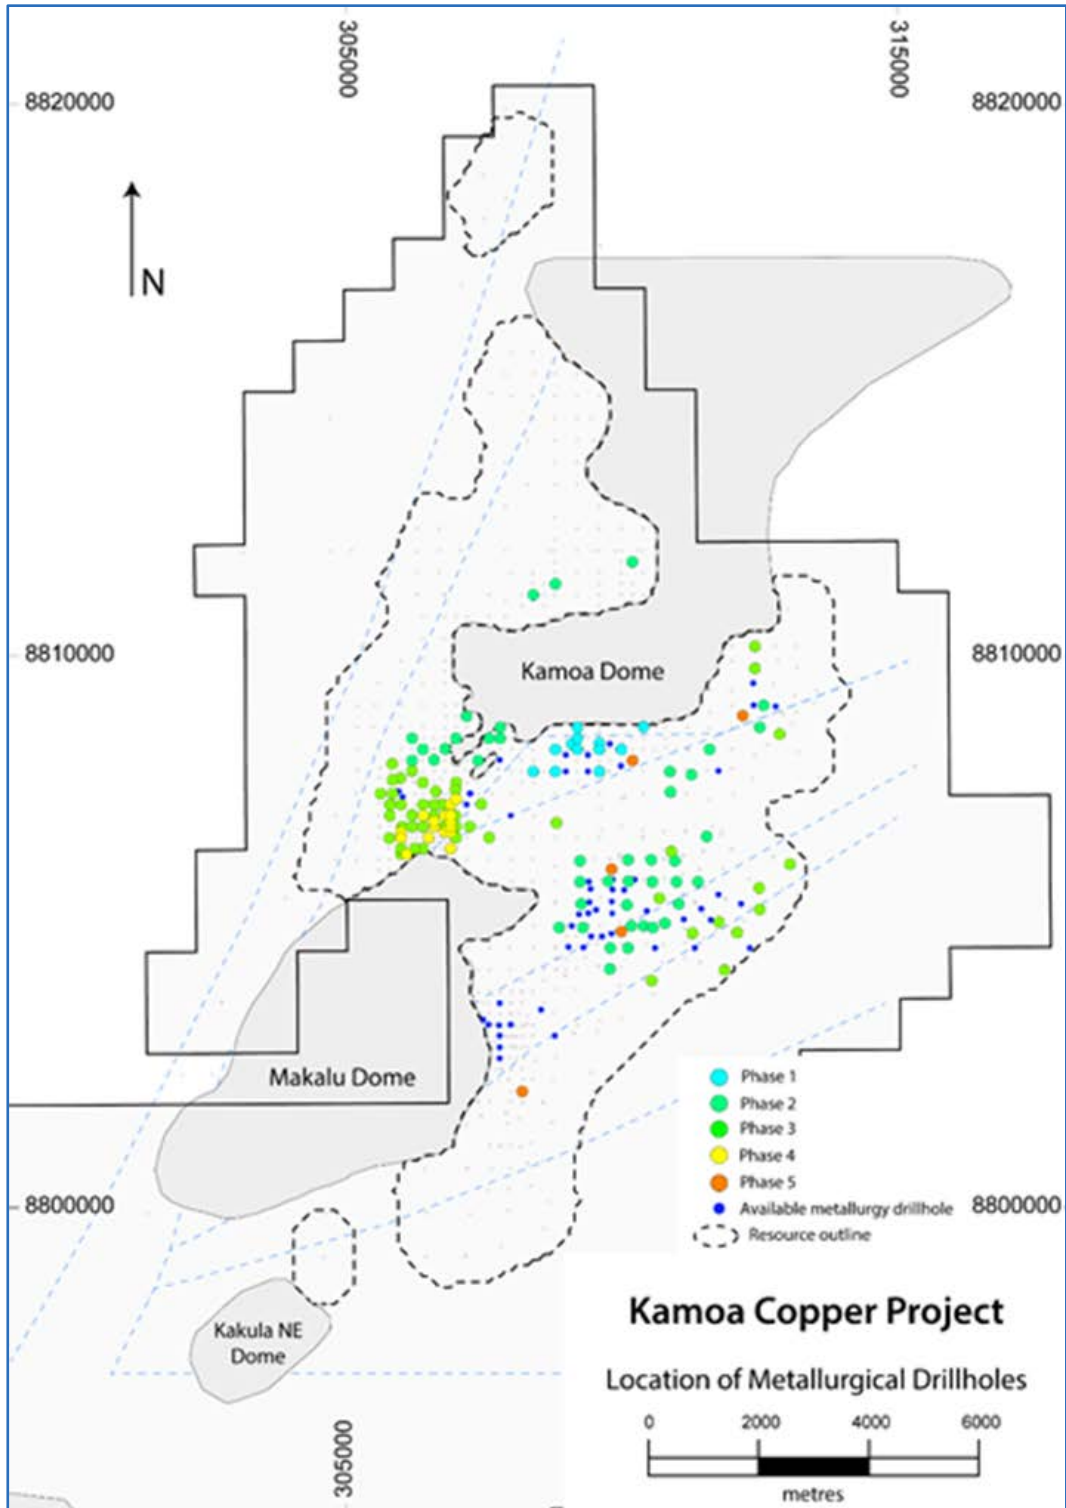 305000
315000
8820000
8820000
N
8810000
8810000
Kamoa Dome
Makalu Dome
Phase 1
Phase 2
Phase 3
Phase 4
Phase 5
Available metallurgy drillhole
Resource outline
8800000
8800000
Kakula NE
Dome
Kamoa Copper Project
Location of Metallurgical Drillholes
0 2000 4000 6000
metres
305000